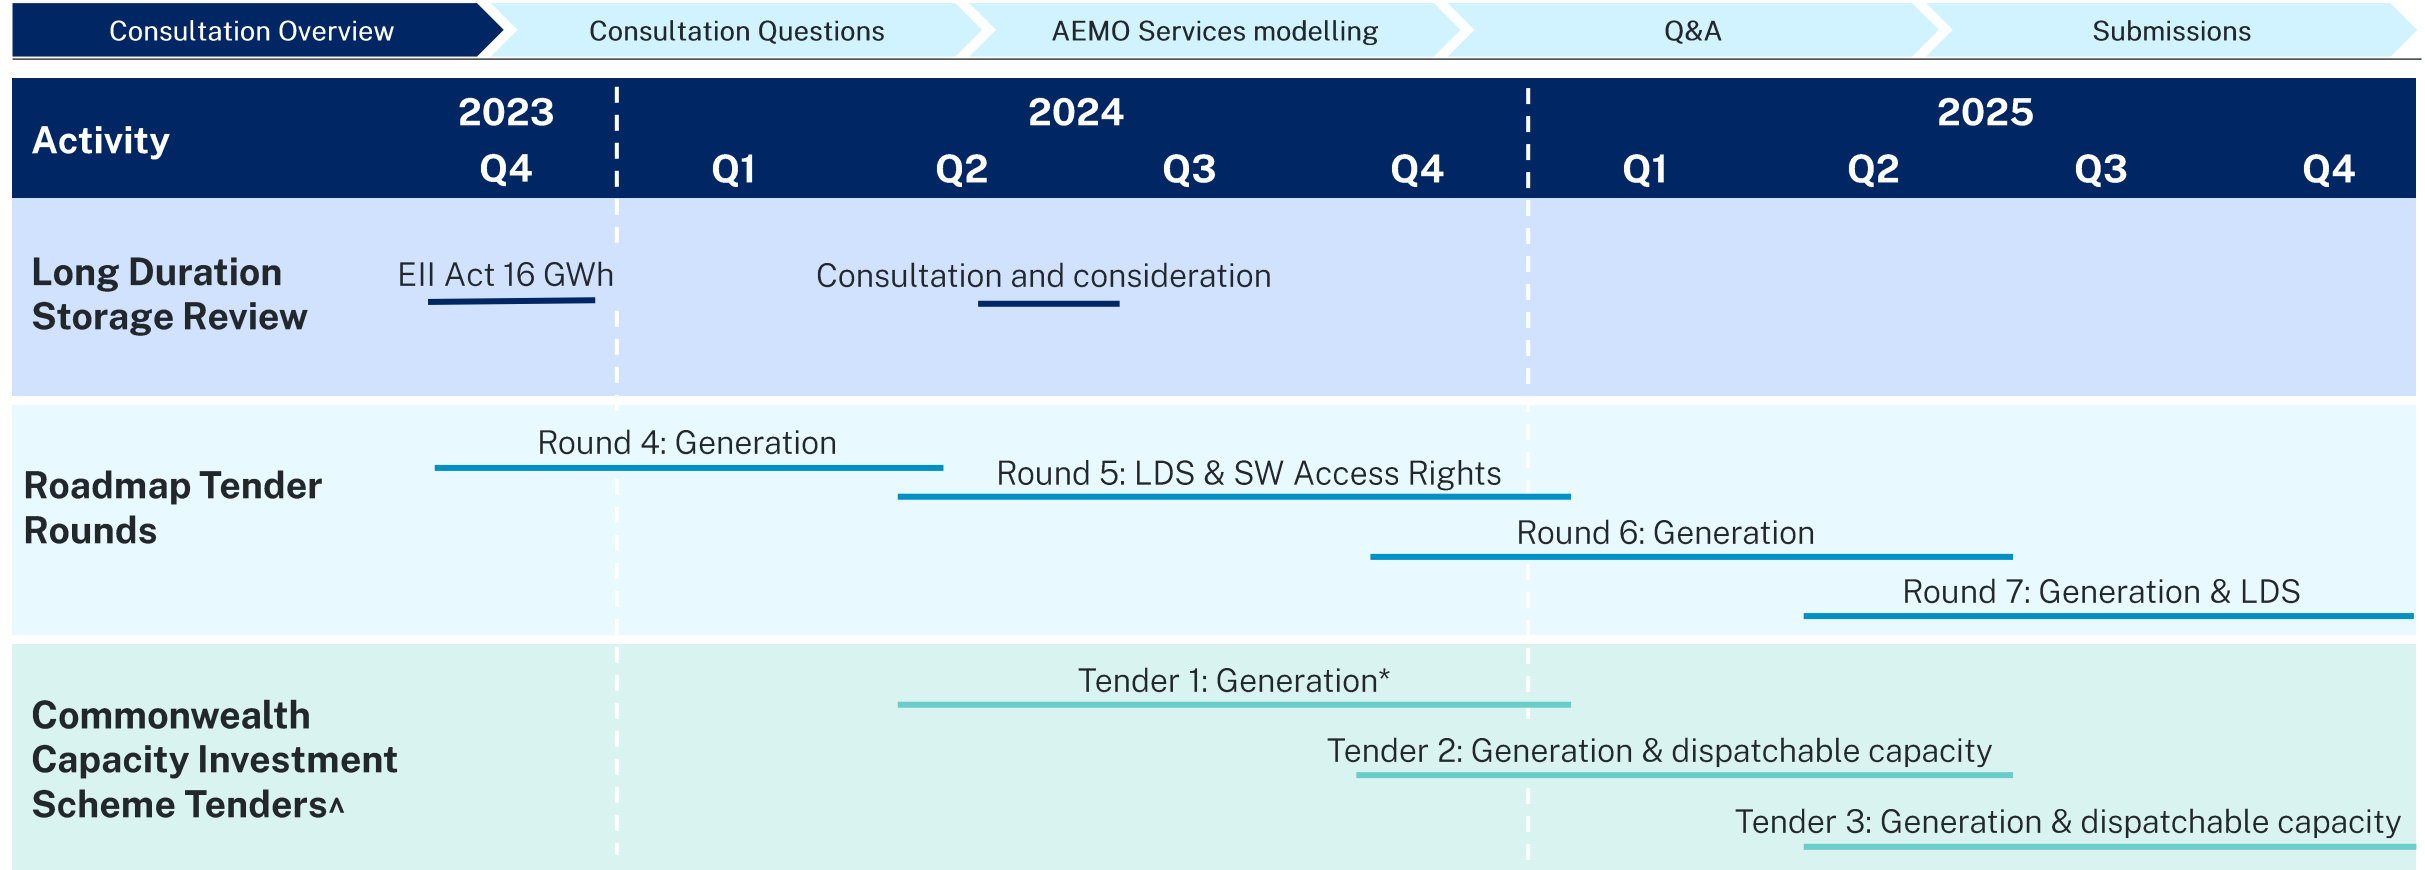 Consultation Overview
Consultation Questions
AEMO Services modelling
Q&A
Submissions
Activity
2023
2024
2025
Q4
Q1
Q2
Q3
Q4
Q1
Q2
Q3
Q4
Long Duration
Storage Review
EII Act 16 GWh
Consultation and consideration
Roadmap Tender
Rounds
Round 4: Generation
Round 5: LDS & SW Access Rights
Round 6: Generation
Round 7: Generation & LDS
Commonwealth
Capacity Investment
Scheme Tenders^
Tender 1: Generation*
Tender 2: Generation & dispatchable capacity
Tender 3: Generation & dispatchable capacity